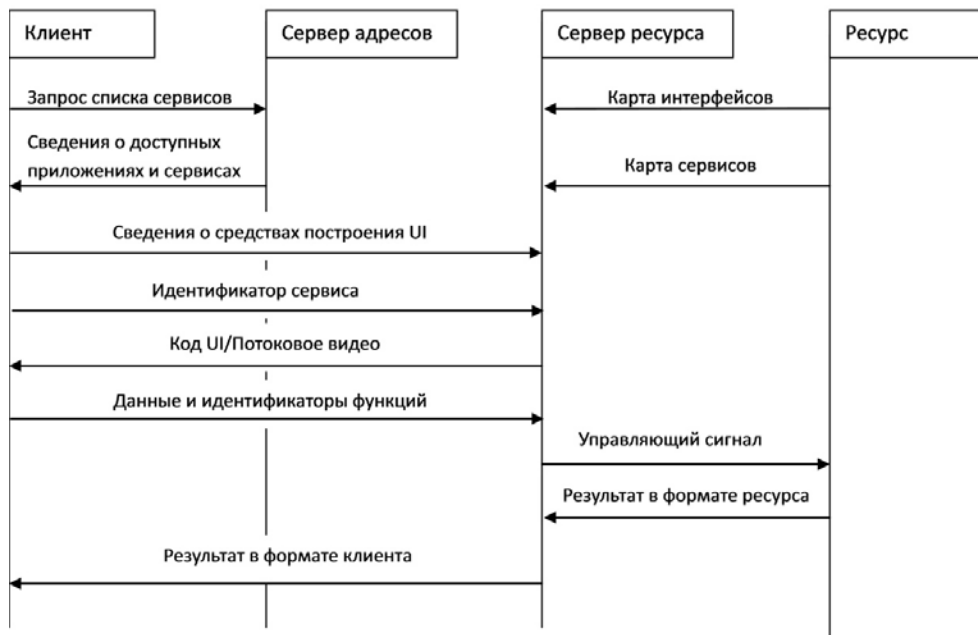 Клиент
Сервер адресов
Сервер ресурса
Ресурс
Запрос списка сервисов
Карта интерфейсов
Сведения о доступных
приложениях и сервисах
Карта сервисов
Сведения о средствах построения UI
Идентификатор сервиса
Код UI/Потоковое видео
Данные и идентификаторы функций
Управляющий сигнал
Результат в формате ресурса
Результат в формате клиента